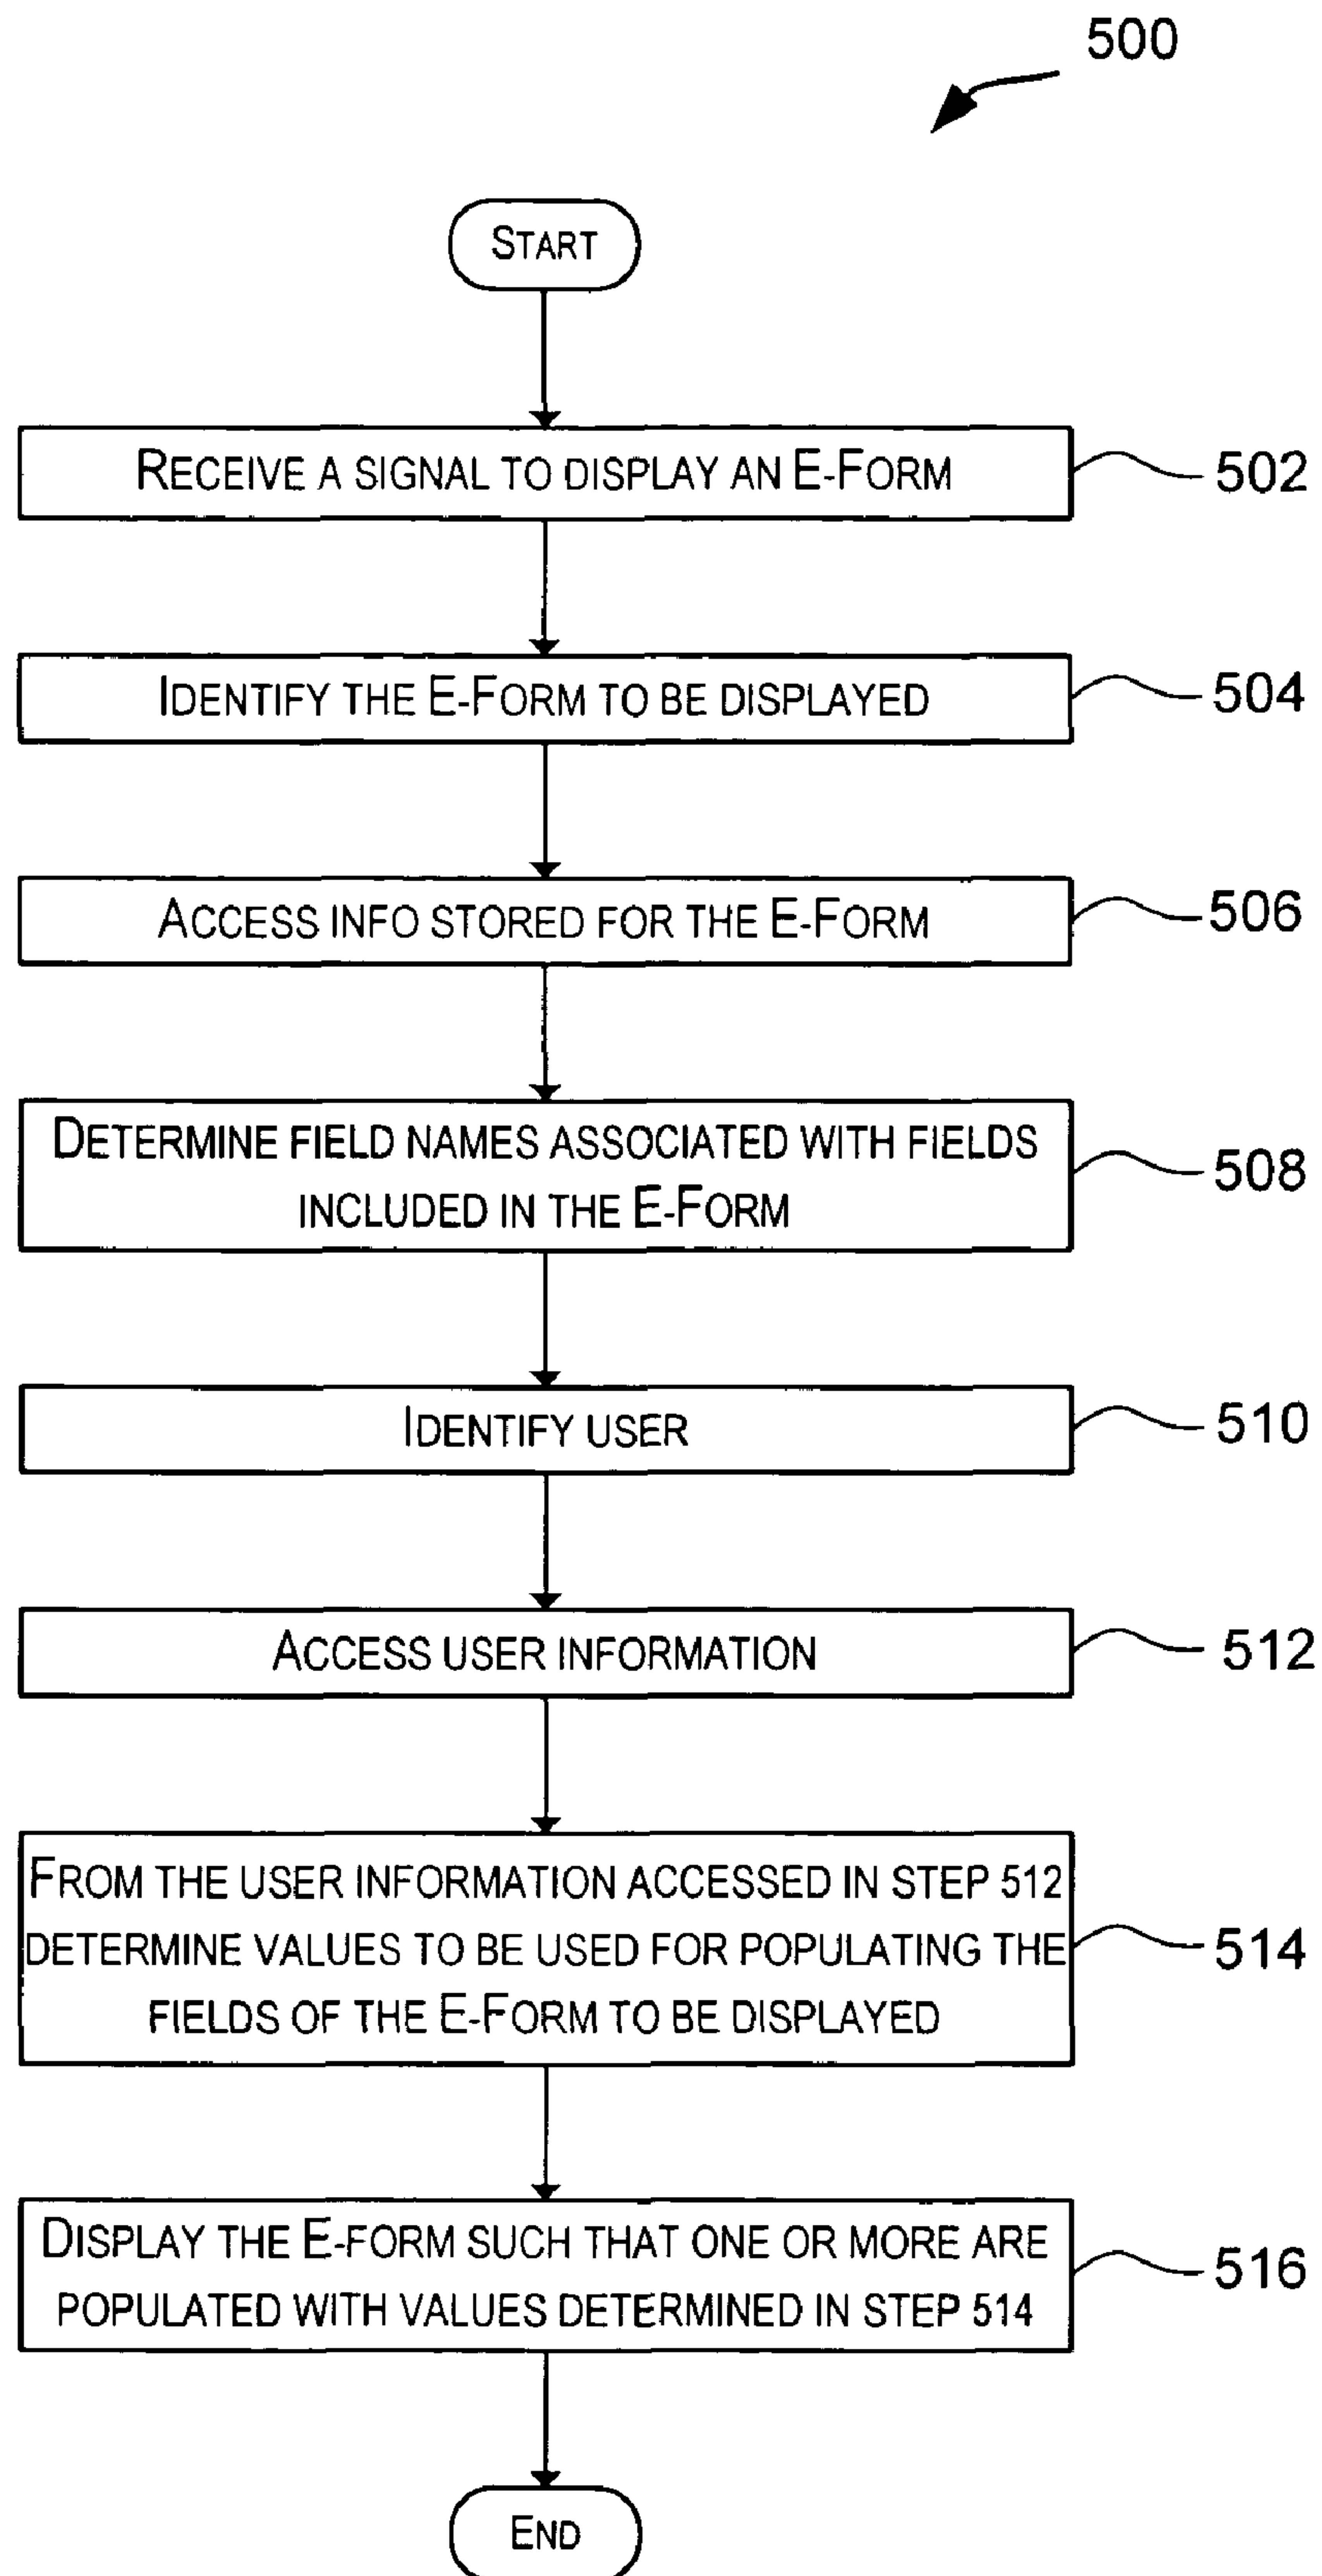 500
START
RECEIVE A SIGNAL TO DISPLAY AN E-FORM
502
IDENTIFY THE E-FORM TO BE DISPLAYED
504
ACCESS INFO STORED FOR THE E-FORM
506
DETERMINE FIELD NAMES ASSOCIATED WITH FIELDS
INCLUDED IN THE E-FORM
508
IDENTIFY USER
510
ACCESS USER INFORMATION
512
FROM THE USER INFORMATION ACCESSED IN STEP 512
DETERMINE VALUES TO BE USED FOR POPULATING THE
FIELDS OF THE E-FORM TO BE DISPLAYED
514
DISPLAY THE E-FORM SUCH THAT ONE OR MORE ARE
POPULATED WITH VALUES DETERMINED IN STEP 514
516
END